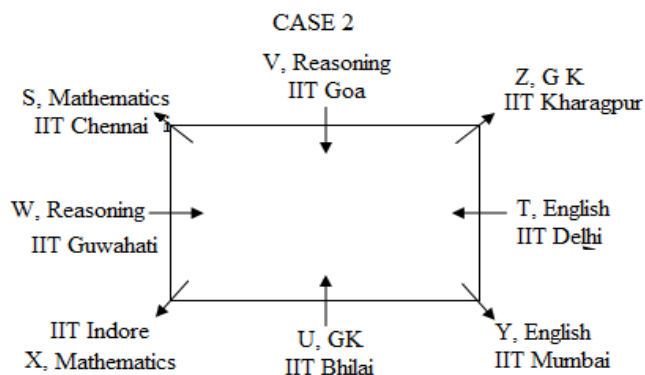 CASE 2
V, Reasoning
IIT Goa
Z, G K
IIT Kharagpur
S, Mathematics
IIT Chennai
W, Reasoning
IIT Guwahati
T, English
IIT Delhi
IIT Indore
X, Mathematics
U, GK
IIT Bhilai
Y, English
IIT Mumbai